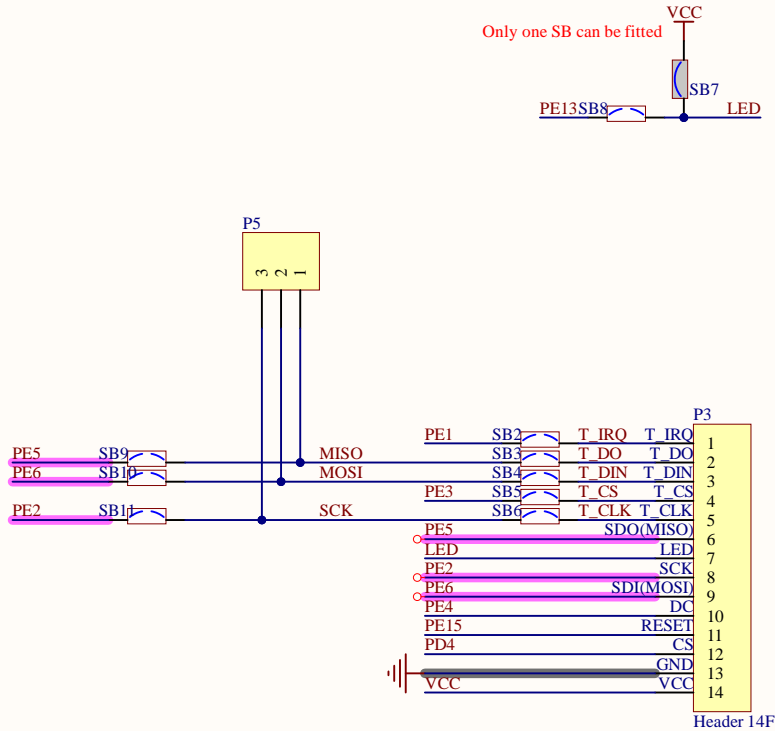 VCC
Only one SB can be fitted
SB7
PE13 SB8 LED
P5
3 2 1
P3
PE1 SB2 T_IRQ T_IRQ 1
PE5 SB9 MISO SB3 T_DO T_DO 2
PE6 SB10 MOSI SB4 T_DIN T_DIN 3
PE3 SB5 T_CS T_CS 4
PE2 SB11 SCK SB6 T_CLK T_CLK 5
PE5 SDO(MISO) 6
LED LED 7
PE2 SCK 8
PE6 SDI(MOSI) 9
PE4 DC 10
PE15 RESET 11
PD4 CS 12
GND 13
VCC VCC 14
Header 14F